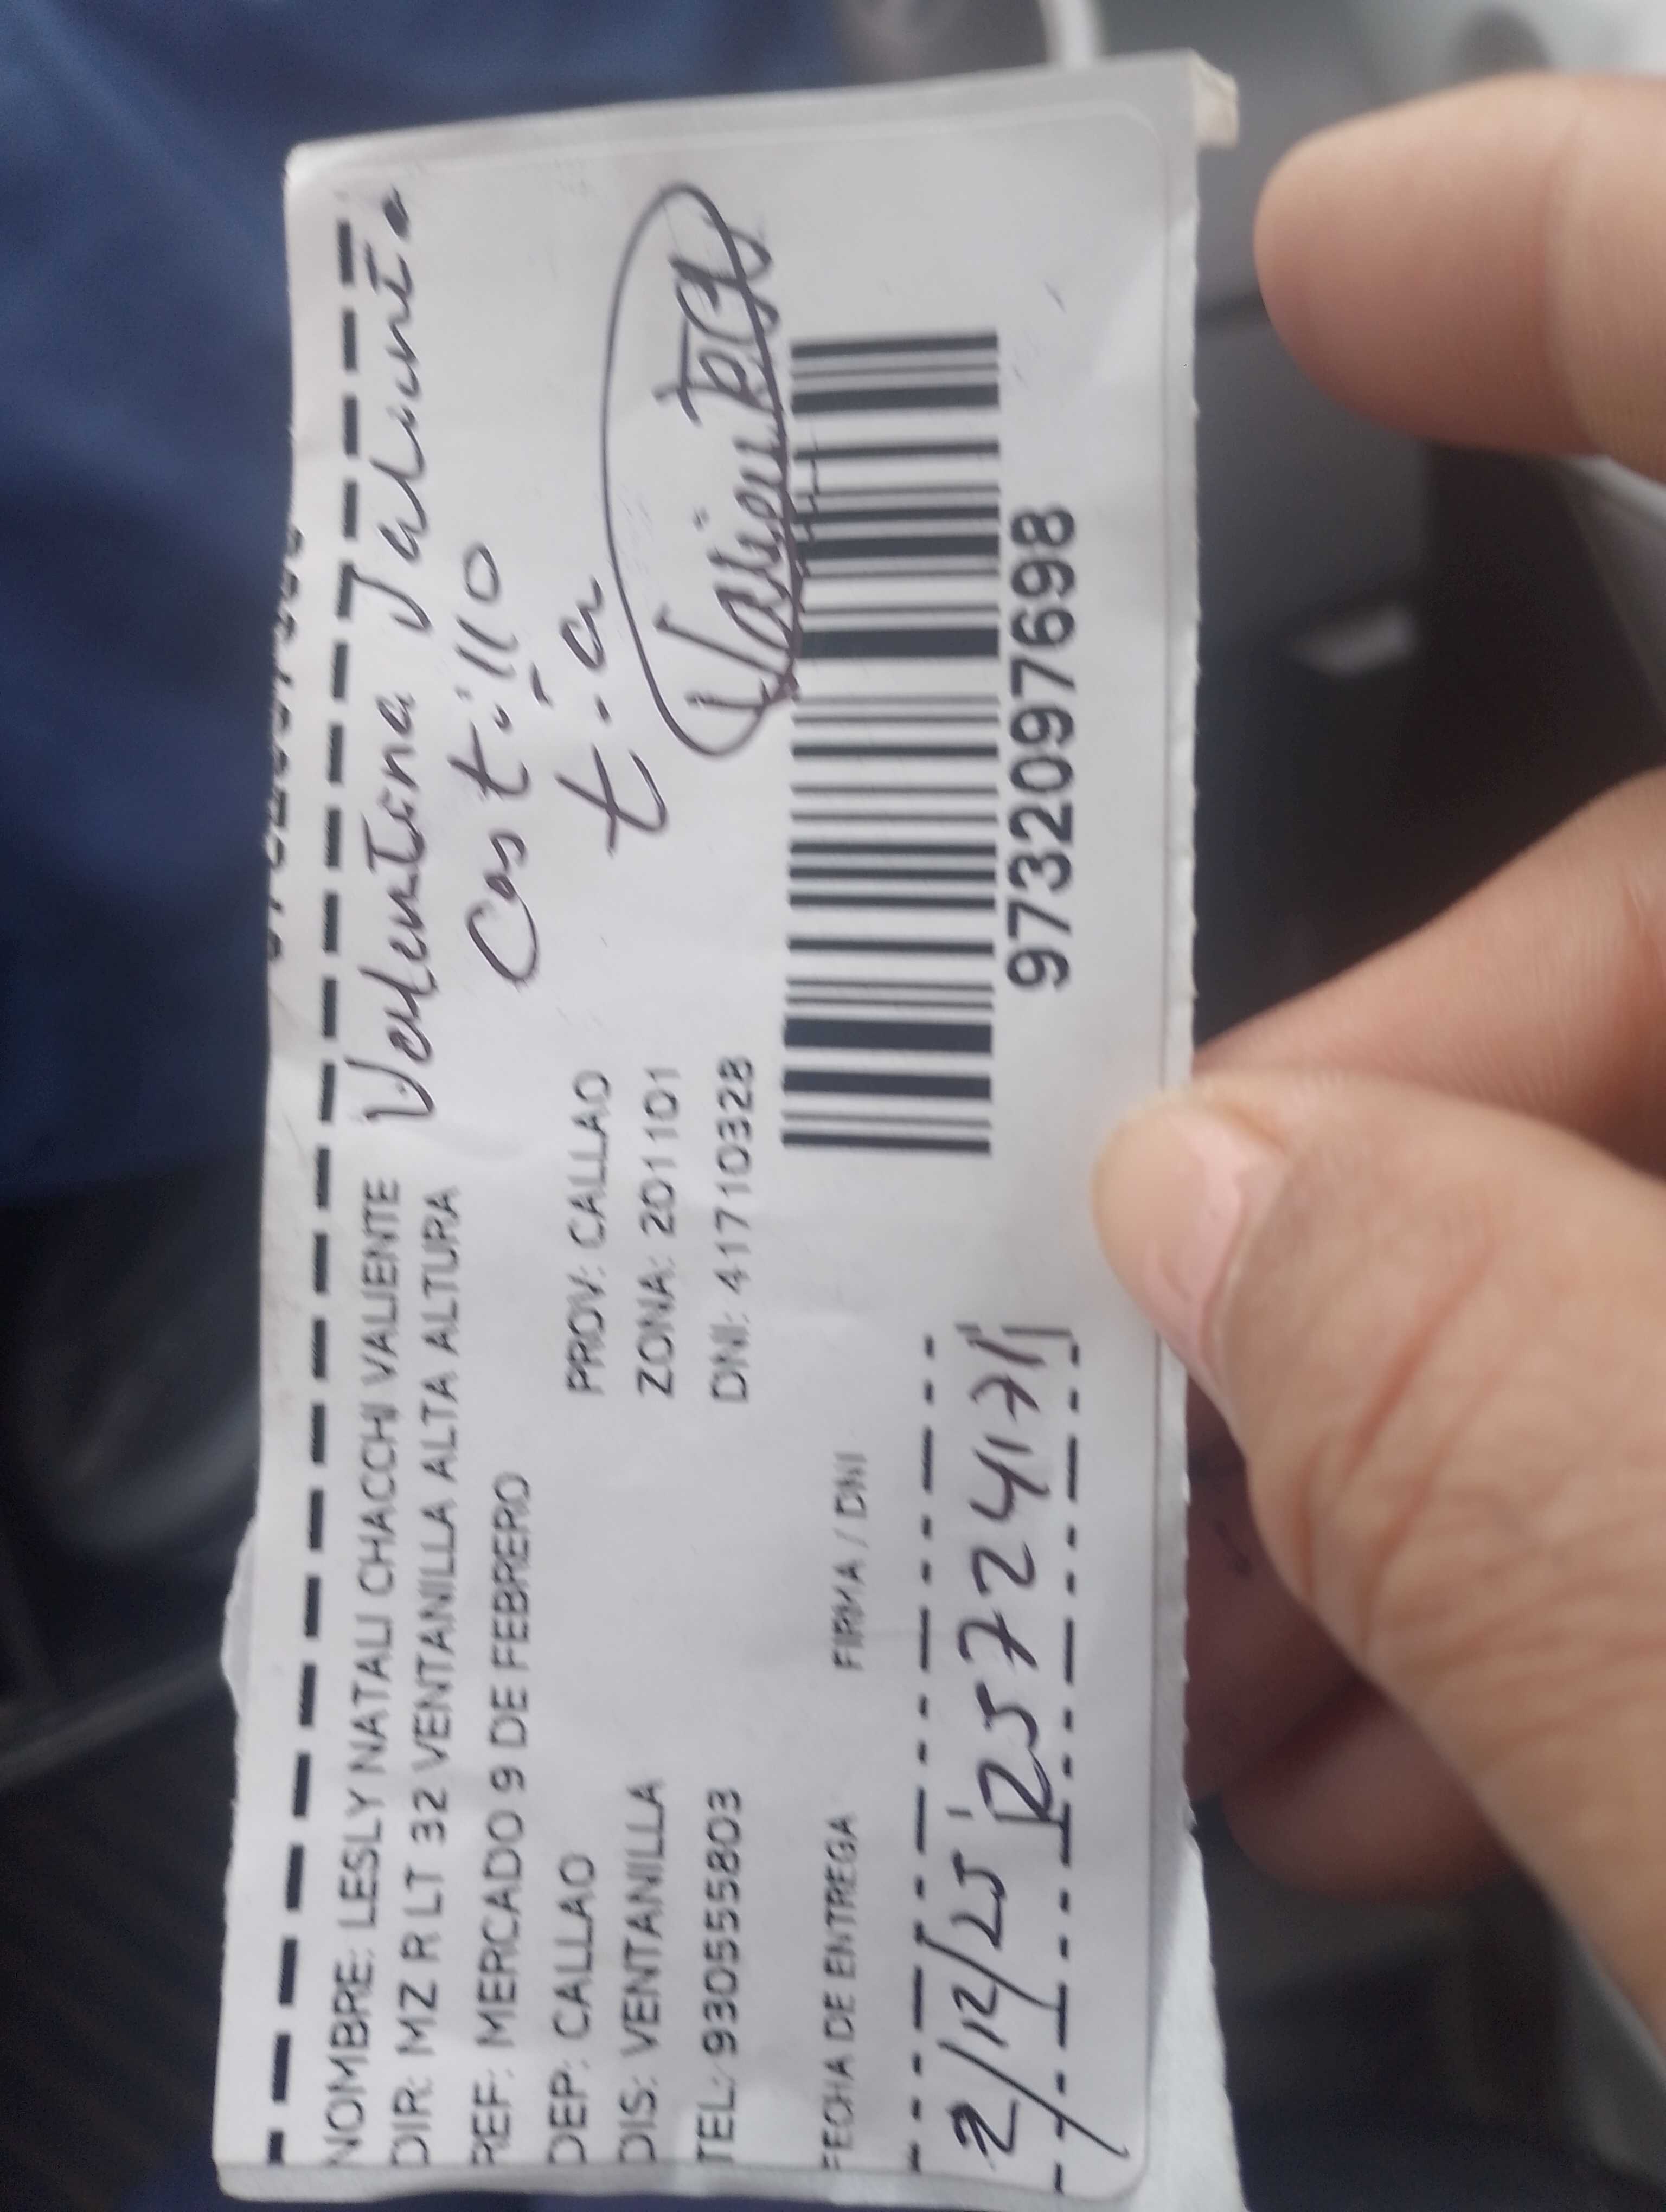 NOMBRE: LESLY NATALI CHACCHI VALIENTE
DIR: MZ R LT 32 VENTANILLA ALTA ALTURA
REF: MERCADO 9 DE FEBRERO
DEP: CALLAO PROV: CALLAO
DIS: VENTANILLA ZONA: 201101
TEL: 930555803 DNI: 41710328
Castillo
tia
FECHA DE ENTREGA FIRMA / DNI
2/12/25
9732097698